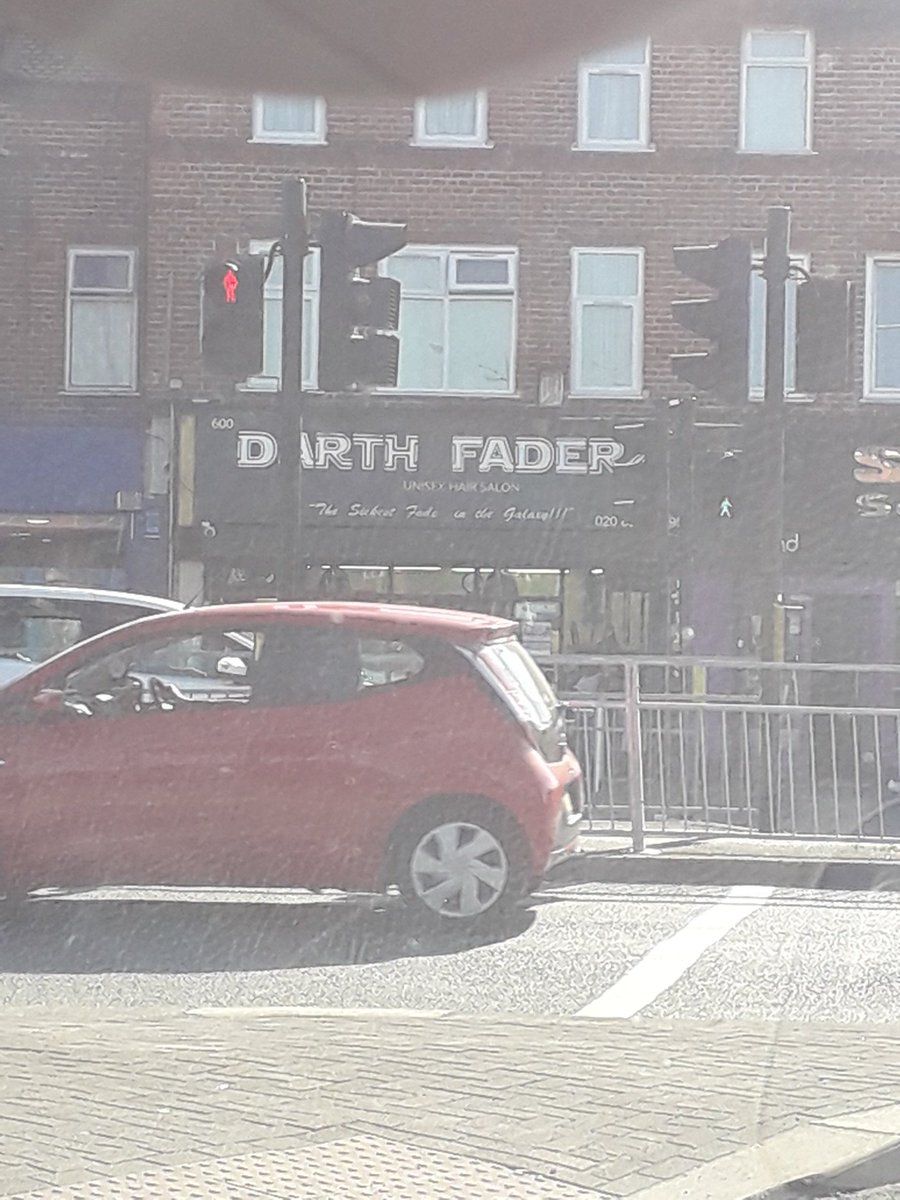 600
DARTH FADER
UNISEX HAIR SALON
"The Sickest Fade in the Galaxy!!!"
020